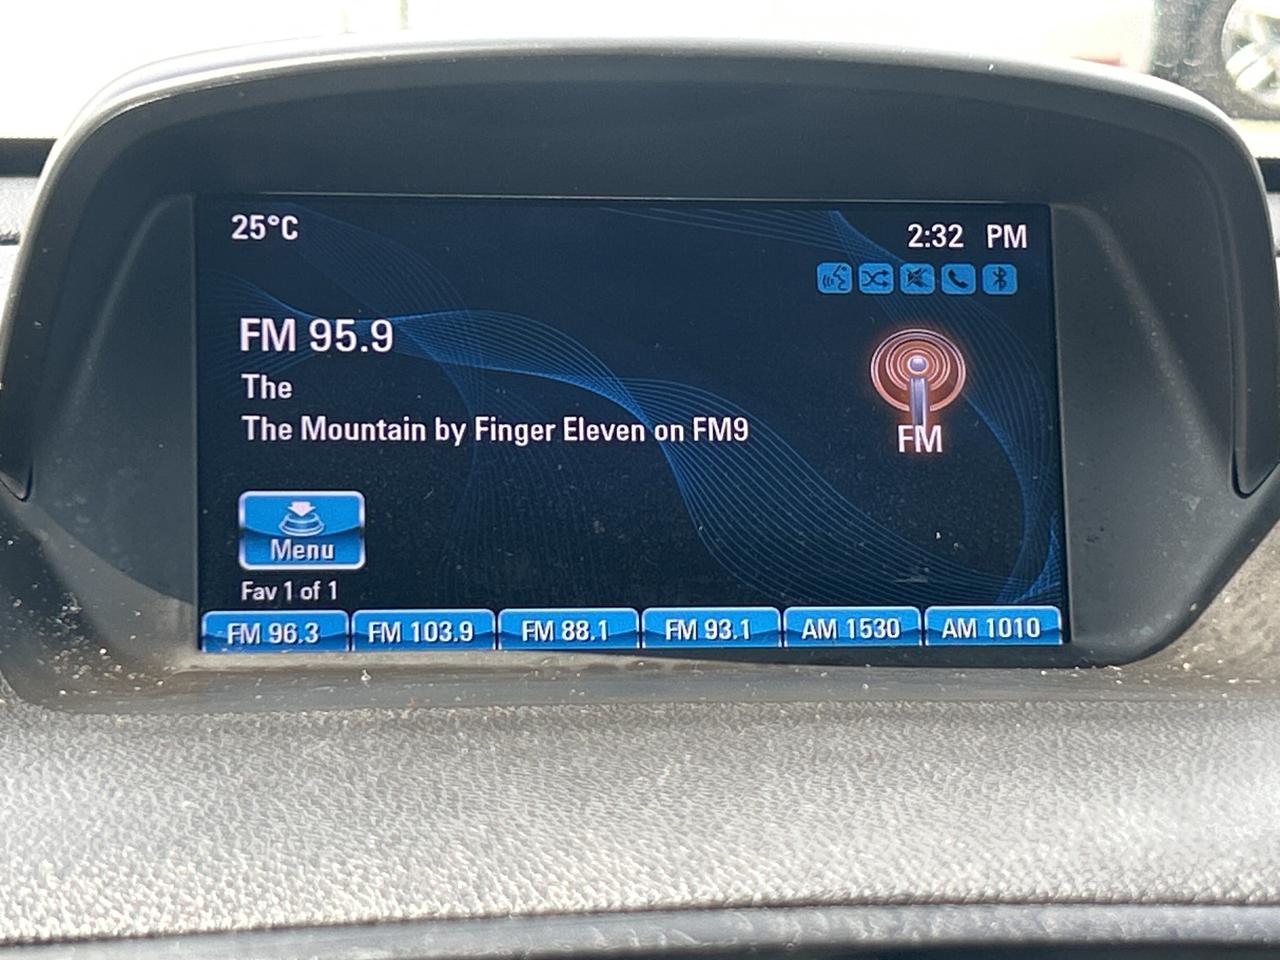 25°C
2:32 PM
FM 95.9
The
The Mountain by Finger Eleven on FM9
FM
Menu
Fav 1 of 1
FM 96.3 FM 103.9 FM 88.1 FM 93.1 AM 1530 AM 1010